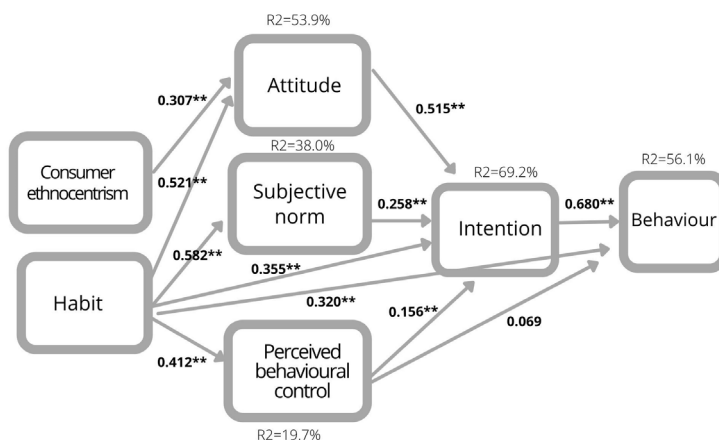 R2=53.9%
Attitude
0.307**
0.515**
R2=38.0%
Consumer
ethnocentrism
0.521**
Subjective
norm
R2=69.2%
R2=56.1%
0.258**
0.680**
Intention
Behaviour
0.582**
0.355**
Habit
0.320**
0.156**
0.069
0.412**
Perceived
behavioural
control
R2=19.7%